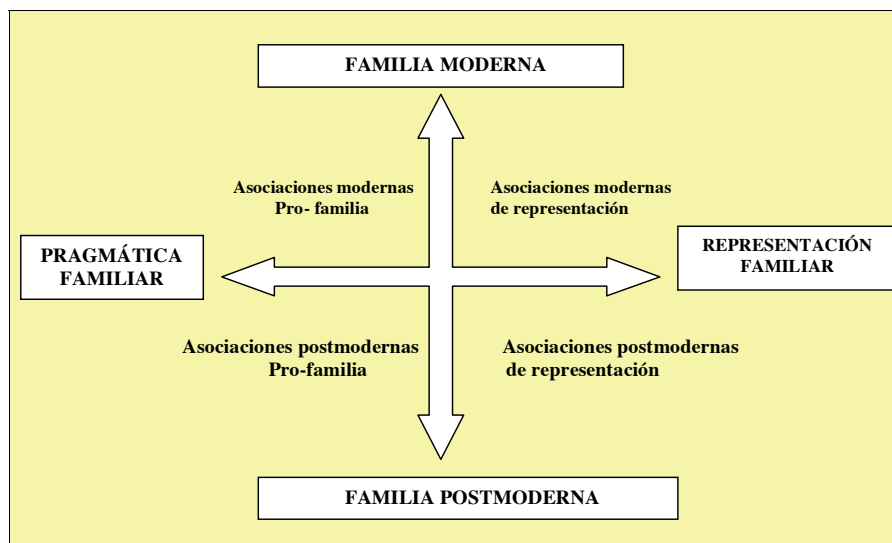 FAMILIA MODERNA
Asociaciones modernas
Pro- familia
Asociaciones modernas
de representación
PRAGMÁTICA
FAMILIAR
REPRESENTACIÓN
FAMILIAR
Asociaciones postmodernas
Pro-familia
Asociaciones postmodernas
de representación
FAMILIA POSTMODERNA